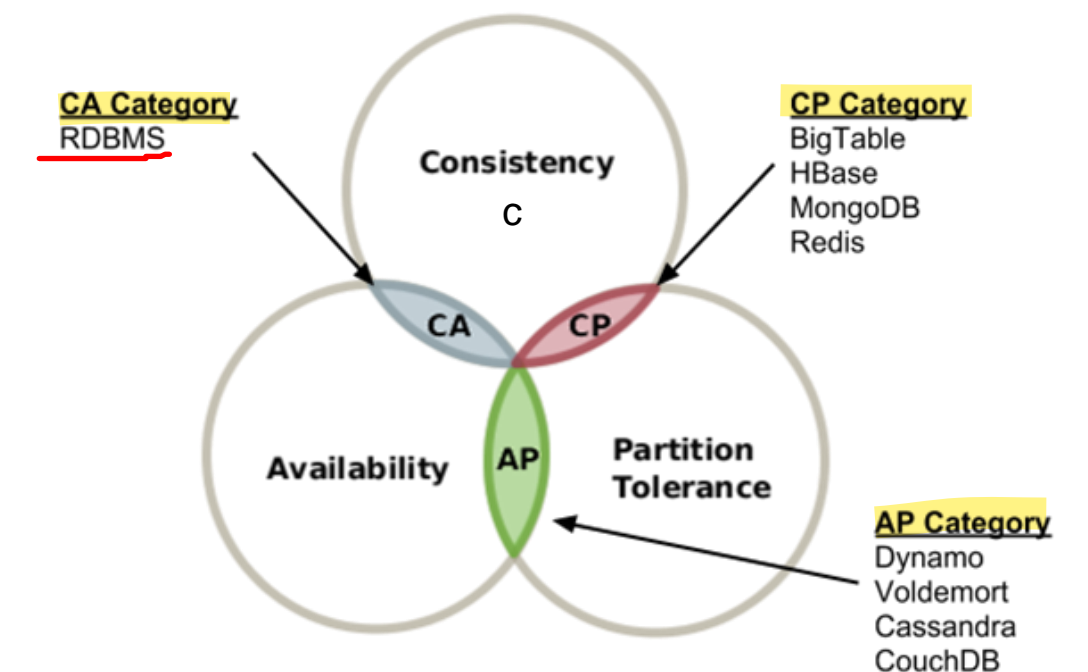 CA Category
RDBMS
CP Category
BigTable
HBase
MongoDB
Redis
Consistency
C
CA
CP
Availability
AP
Partition
Tolerance
AP Category
Dynamo
Voldemort
Cassandra
CouchDB